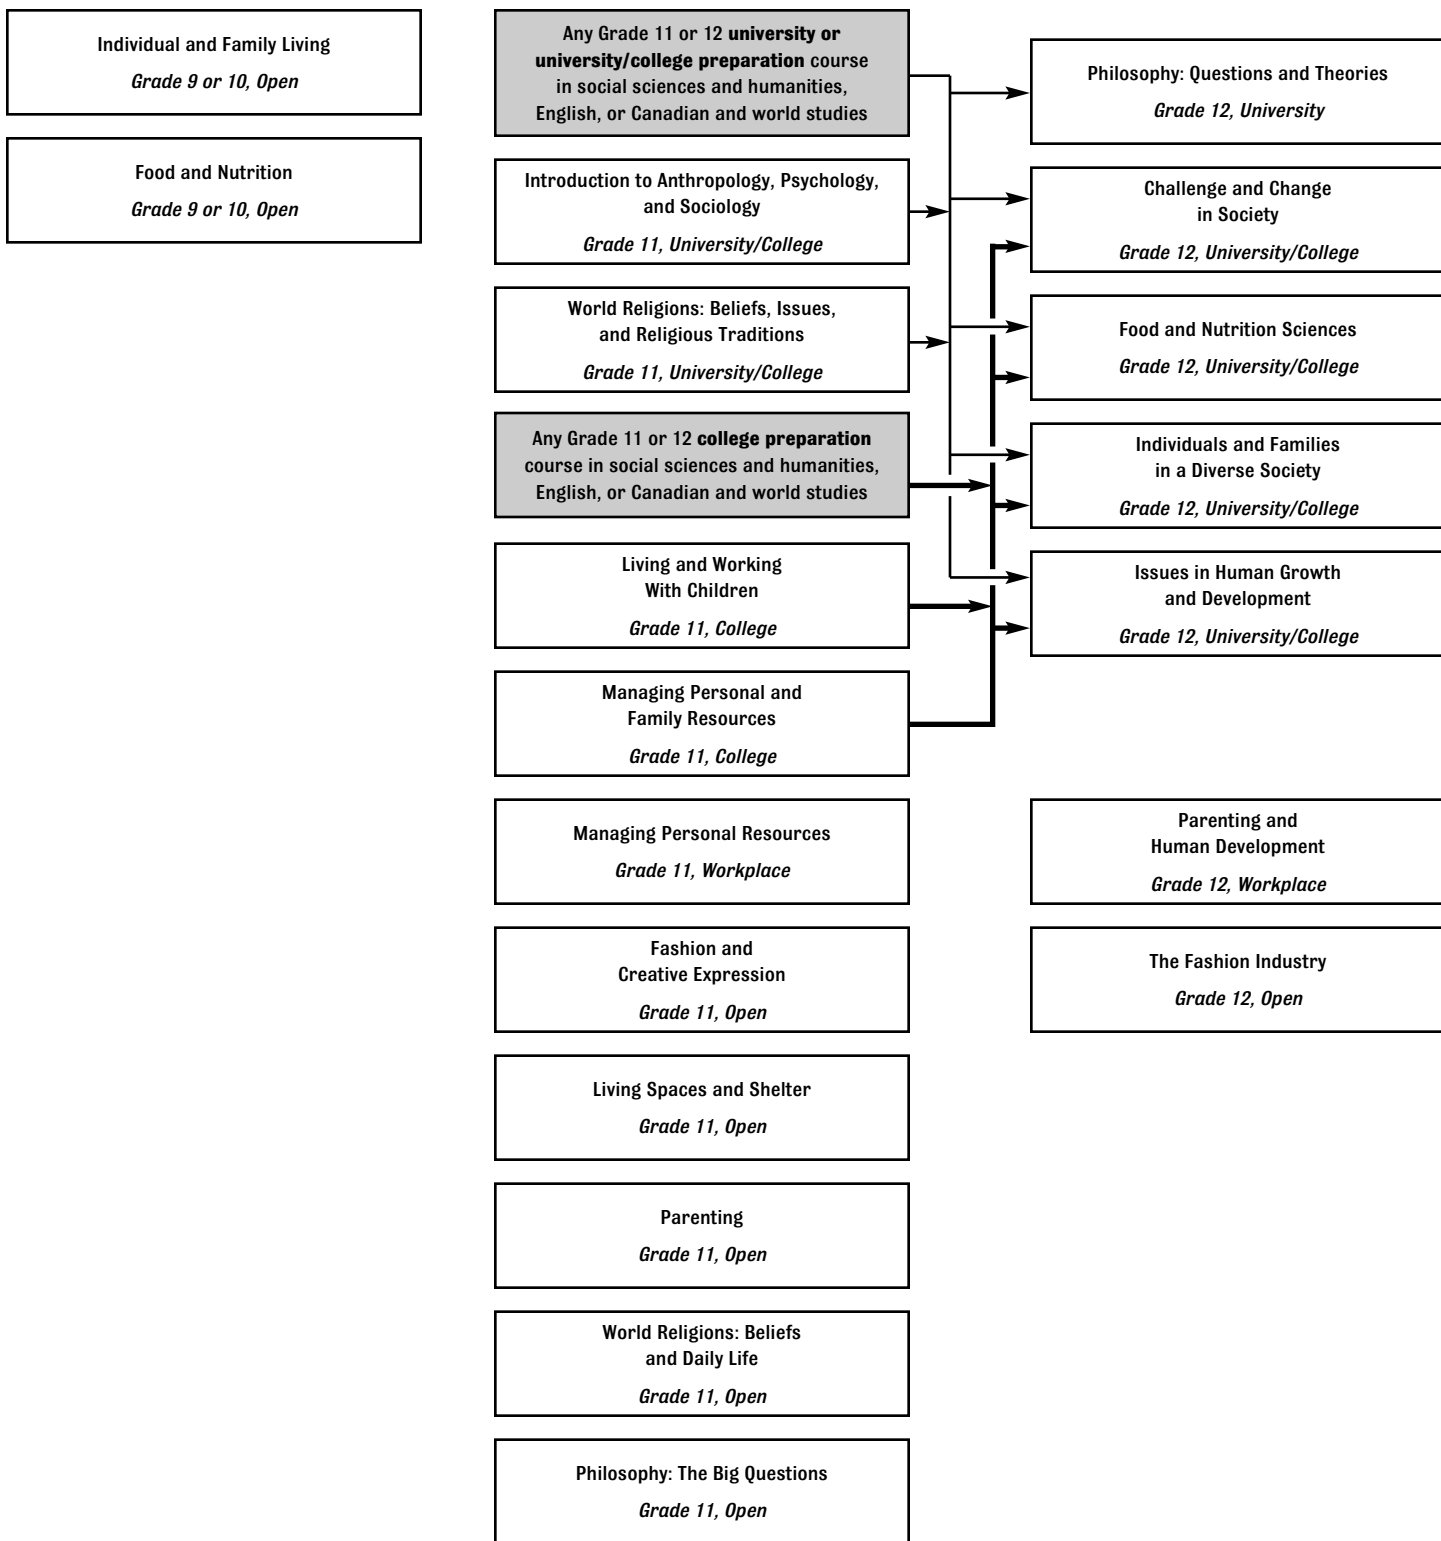 Individual and Family Living
Grade 9 or 10, Open
Food and Nutrition
Grade 9 or 10, Open
Any Grade 11 or 12 university or
university/college preparation course
in social sciences and humanities,
English, or Canadian and world studies
Introduction to Anthropology, Psychology,
and Sociology
Grade 11, University/College
World Religions: Beliefs, Issues,
and Religious Traditions
Grade 11, University/College
Any Grade 11 or 12 college preparation
course in social sciences and humanities,
English, or Canadian and world studies
Living and Working
With Children
Grade 11, College
Managing Personal and
Family Resources
Grade 11, College
Managing Personal Resources
Grade 11, Workplace
Fashion and
Creative Expression
Grade 11, Open
Living Spaces and Shelter
Grade 11, Open
Parenting
Grade 11, Open
World Religions: Beliefs
and Daily Life
Grade 11, Open
Philosophy: The Big Questions
Grade 11, Open
Philosophy: Questions and Theories
Grade 12, University
Challenge and Change
in Society
Grade 12, University/College
Food and Nutrition Sciences
Grade 12, University/College
Individuals and Families
in a Diverse Society
Grade 12, University/College
Issues in Human Growth
and Development
Grade 12, University/College
Parenting and
Human Development
Grade 12, Workplace
The Fashion Industry
Grade 12, Open